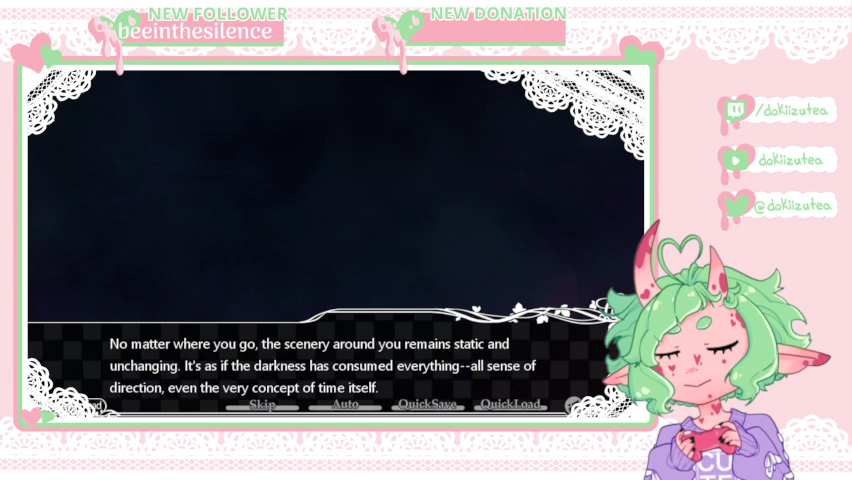 NEW FOLLOWER
beeinthesilence
NEW DONATION
/dokiizutea
dokiizutea
@dokiizutea
No matter where you go, the scenery around you remains static and
unchanging. It's as if the darkness has consumed everything--all sense of
direction, even the very concept of time itself.
Skip Auto QuickSave QuickLoad
CU
TE